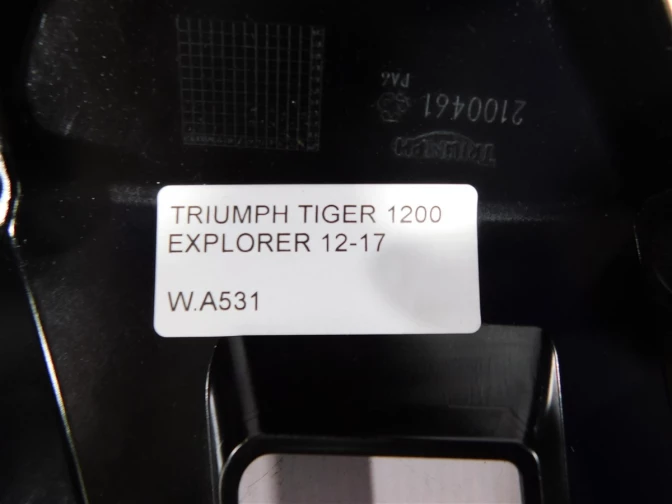 2100461
PA6
TRIUMPH
TRIUMPH TIGER 1200
EXPLORER 12-17
W.A531